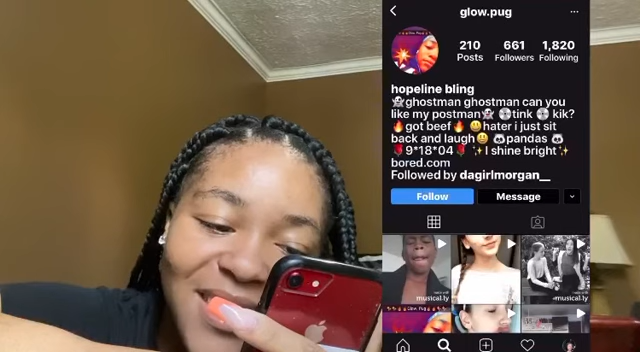 glow.pug
210 661 1,820
Posts Followers Following
hopeline bling
👻ghostman ghostman can you
like my postman👻 💿tink 💿 kik?
🔥got beef🔥 😃hater i just sit
back and laugh😃 🐼pandas 🐼
🌹9*18*04🌹 ✨I shine bright✨
bored.com
Followed by dagirlmorgan__
Follow Message
musical.ly musical.ly